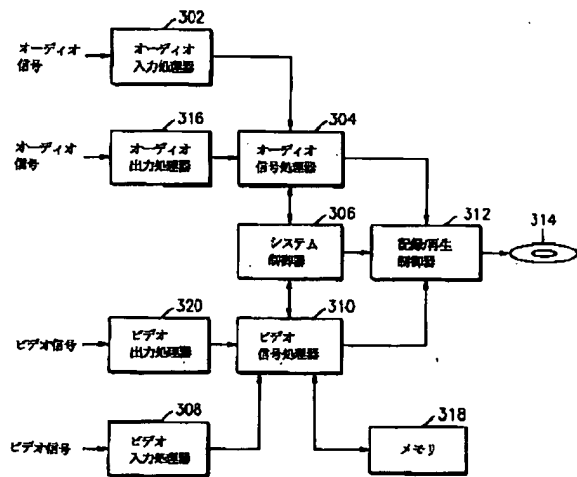 302
オーディオ
信号
オーディオ
入力処理器
316
304
オーディオ
信号
オーディオ
出力処理器
オーディオ
信号処理器
306
312
314
システム
制御器
記録/再生
制御器
320
310
ビデオ信号
ビデオ
出力処理器
ビデオ
信号処理器
308
318
ビデオ信号
ビデオ
入力処理器
メモリ